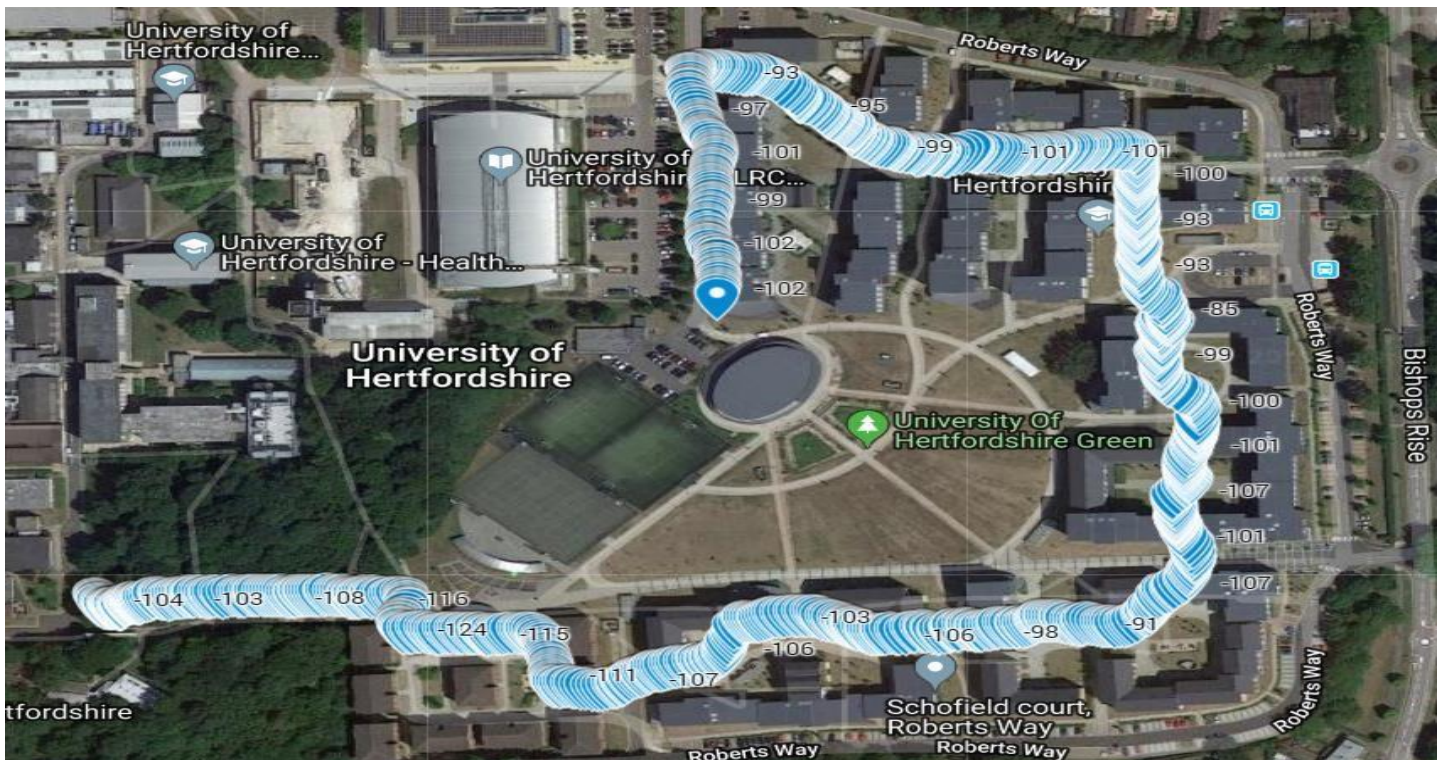 University of
Hertfordshire...
Roberts Way
-93
-97
-95
-101
-99
-101
-101
University of
Hertfordshire
LRC...
-100
Hertfordshire
-99
-93
University of
Hertfordshire - Health...
-102
-93
-102
-85
Roberts Way
University of
Hertfordshire
-99
Bishops Rise
-100
University Of
Hertfordshire Green
-101
-107
-101
-107
-104
-103
-108
-116
-124
-115
-103
-106
-98
-91
-106
-111
-107
Schofield court,
Roberts Way
Roberts Way
tfordshire
Roberts Way
Roberts Way